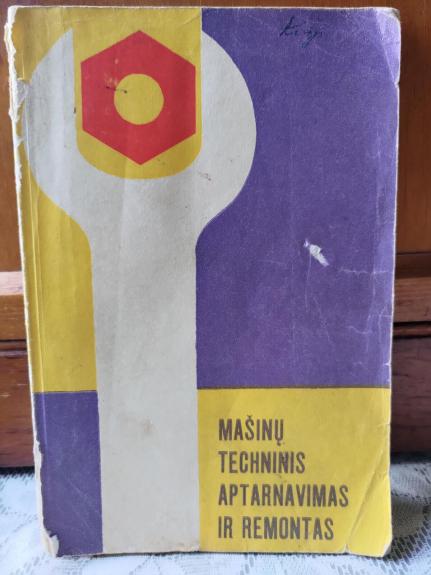 MAŠINŲ
TECHNINIS
APTARNAVIMAS
IR REMONTAS